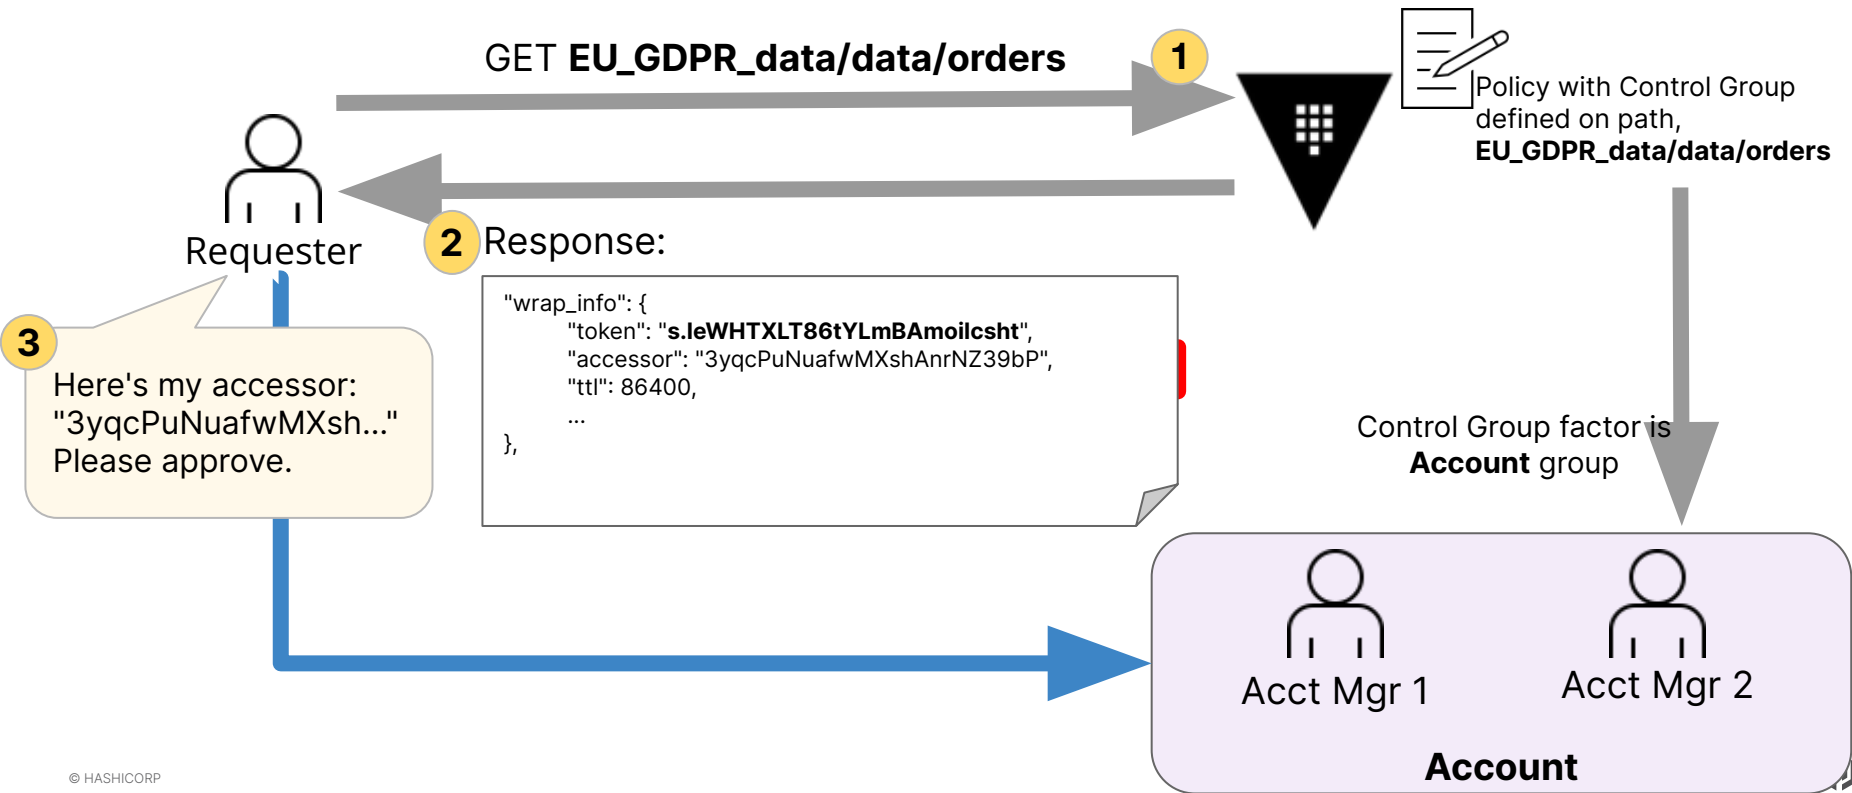 GET EU_GDPR_data/data/orders
1
Policy with Control Group
defined on path,
EU_GDPR_data/data/orders
Requester
2
Response:
"wrap_info": {
"token": "s.IeWHTXLT86tYLmBAmoiIcsht",
"accessor": "3yqcPuNuafwMXshAnrNZ39bP",
"ttl": 86400,
...
},
3
Here's my accessor:
"3yqcPuNuafwMXsh..."
Please approve.
Control Group factor is
Account group
Acct Mgr 1
Acct Mgr 2
Account
© HASHICORP